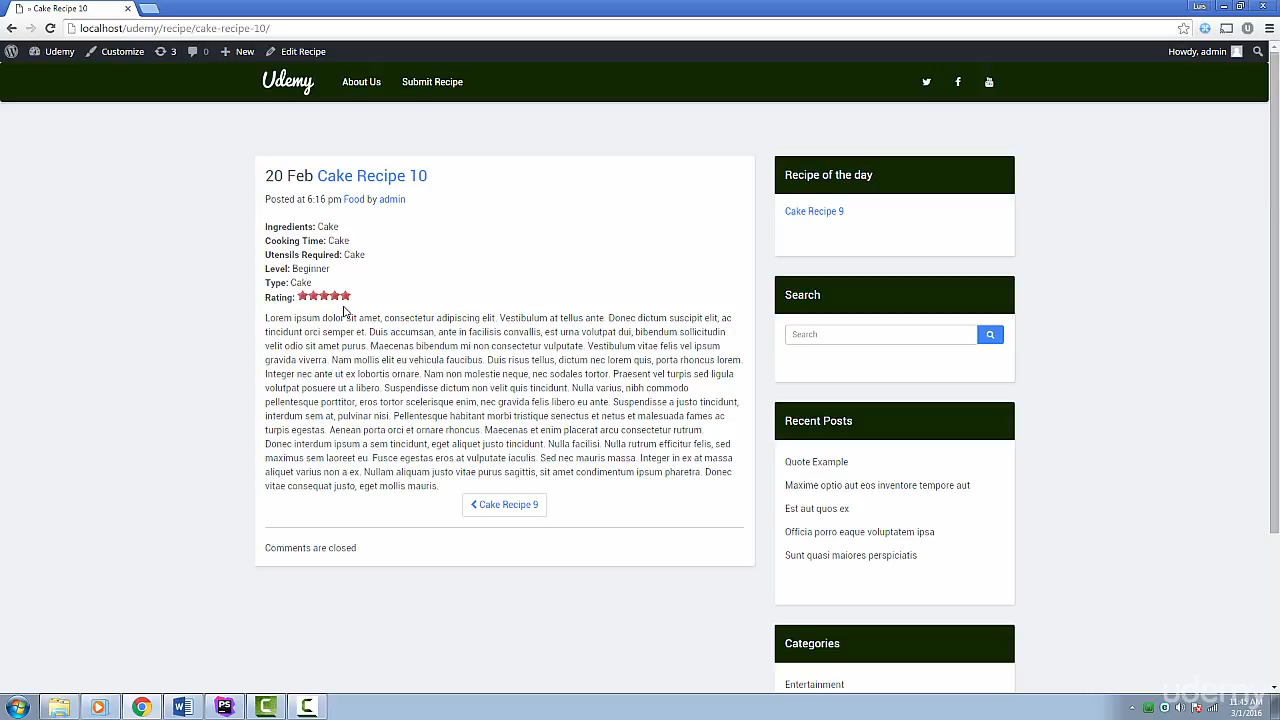 » Cake Recipe 10
Luis
localhost/udemy/recipe/cake-recipe-10/
Udemy Customize 3 0 New Edit Recipe Howdy, admin
Udemy About Us Submit Recipe
20 Feb Cake Recipe 10
Posted at 6:16 pm Food by admin
Ingredients: Cake
Cooking Time: Cake
Utensils Required: Cake
Level: Beginner
Type: Cake
Rating:
Lorem ipsum dolor sit amet, consectetur adipiscing elit. Vestibulum at tellus ante. Donec dictum suscipit elit, ac
tincidunt orci semper et. Duis accumsan, ante in facilisis convallis, est urna volutpat dui, bibendum sollicitudin
velit odio sit amet purus. Maecenas bibendum mi non consectetur vulputate. Vestibulum vitae felis vel ipsum
gravida viverra. Nam mollis elit eu vehicula faucibus. Duis risus tellus, dictum nec lorem quis, porta rhoncus lorem.
Integer nec ante ut ex lobortis ornare. Nam non molestie neque, nec sodales tortor. Praesent vel turpis sed ligula
volutpat posuere ut a libero. Suspendisse dictum non velit quis tincidunt. Nulla varius, nibh commodo
pellentesque porttitor, eros tortor scelerisque enim, nec gravida felis libero eu ante. Suspendisse a justo tincidunt,
interdum sem at, pulvinar nisi. Pellentesque habitant morbi tristique senectus et netus et malesuada fames ac
turpis egestas. Aenean porta orci et ornare rhoncus. Maecenas et enim placerat arcu consectetur rutrum.
Donec interdum ipsum a sem tincidunt, eget aliquet justo tincidunt. Nulla facilisi. Nulla rutrum efficitur felis, sed
maximus sem laoreet eu. Fusce egestas eros at vulputate iaculis. Sed nec mauris massa. Integer in ex at massa
aliquet varius non a ex. Nullam aliquam justo vitae purus sagittis, sit amet condimentum ipsum pharetra. Donec
vitae consequat justo, eget mollis mauris.
Cake Recipe 9
Comments are closed
Recipe of the day
Cake Recipe 9
Search
Search
Recent Posts
Quote Example
Maxime optio aut eos inventore tempore aut
Est aut quos ex
Officia porro eaque voluptatem ipsa
Sunt quasi maiores perspiciatis
Categories
Entertainment
udemy
11:45 AM
3/1/2016